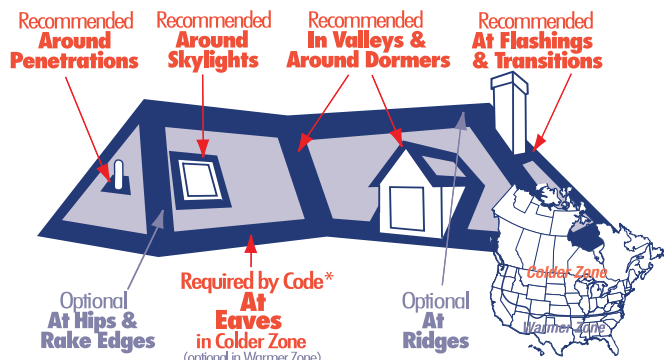 Recommended
Around
Penetrations
Recommended
Around
Skylights
Recommended
In Valleys &
Around Dormers
Recommended
At Flashings
& Transitions
Optional
At Hips &
Rake Edges
Required by Code*
At
Eaves
in Colder Zone
(optional in Warmer Zone)
Optional
At
Ridges
Colder Zone
Warmer Zone